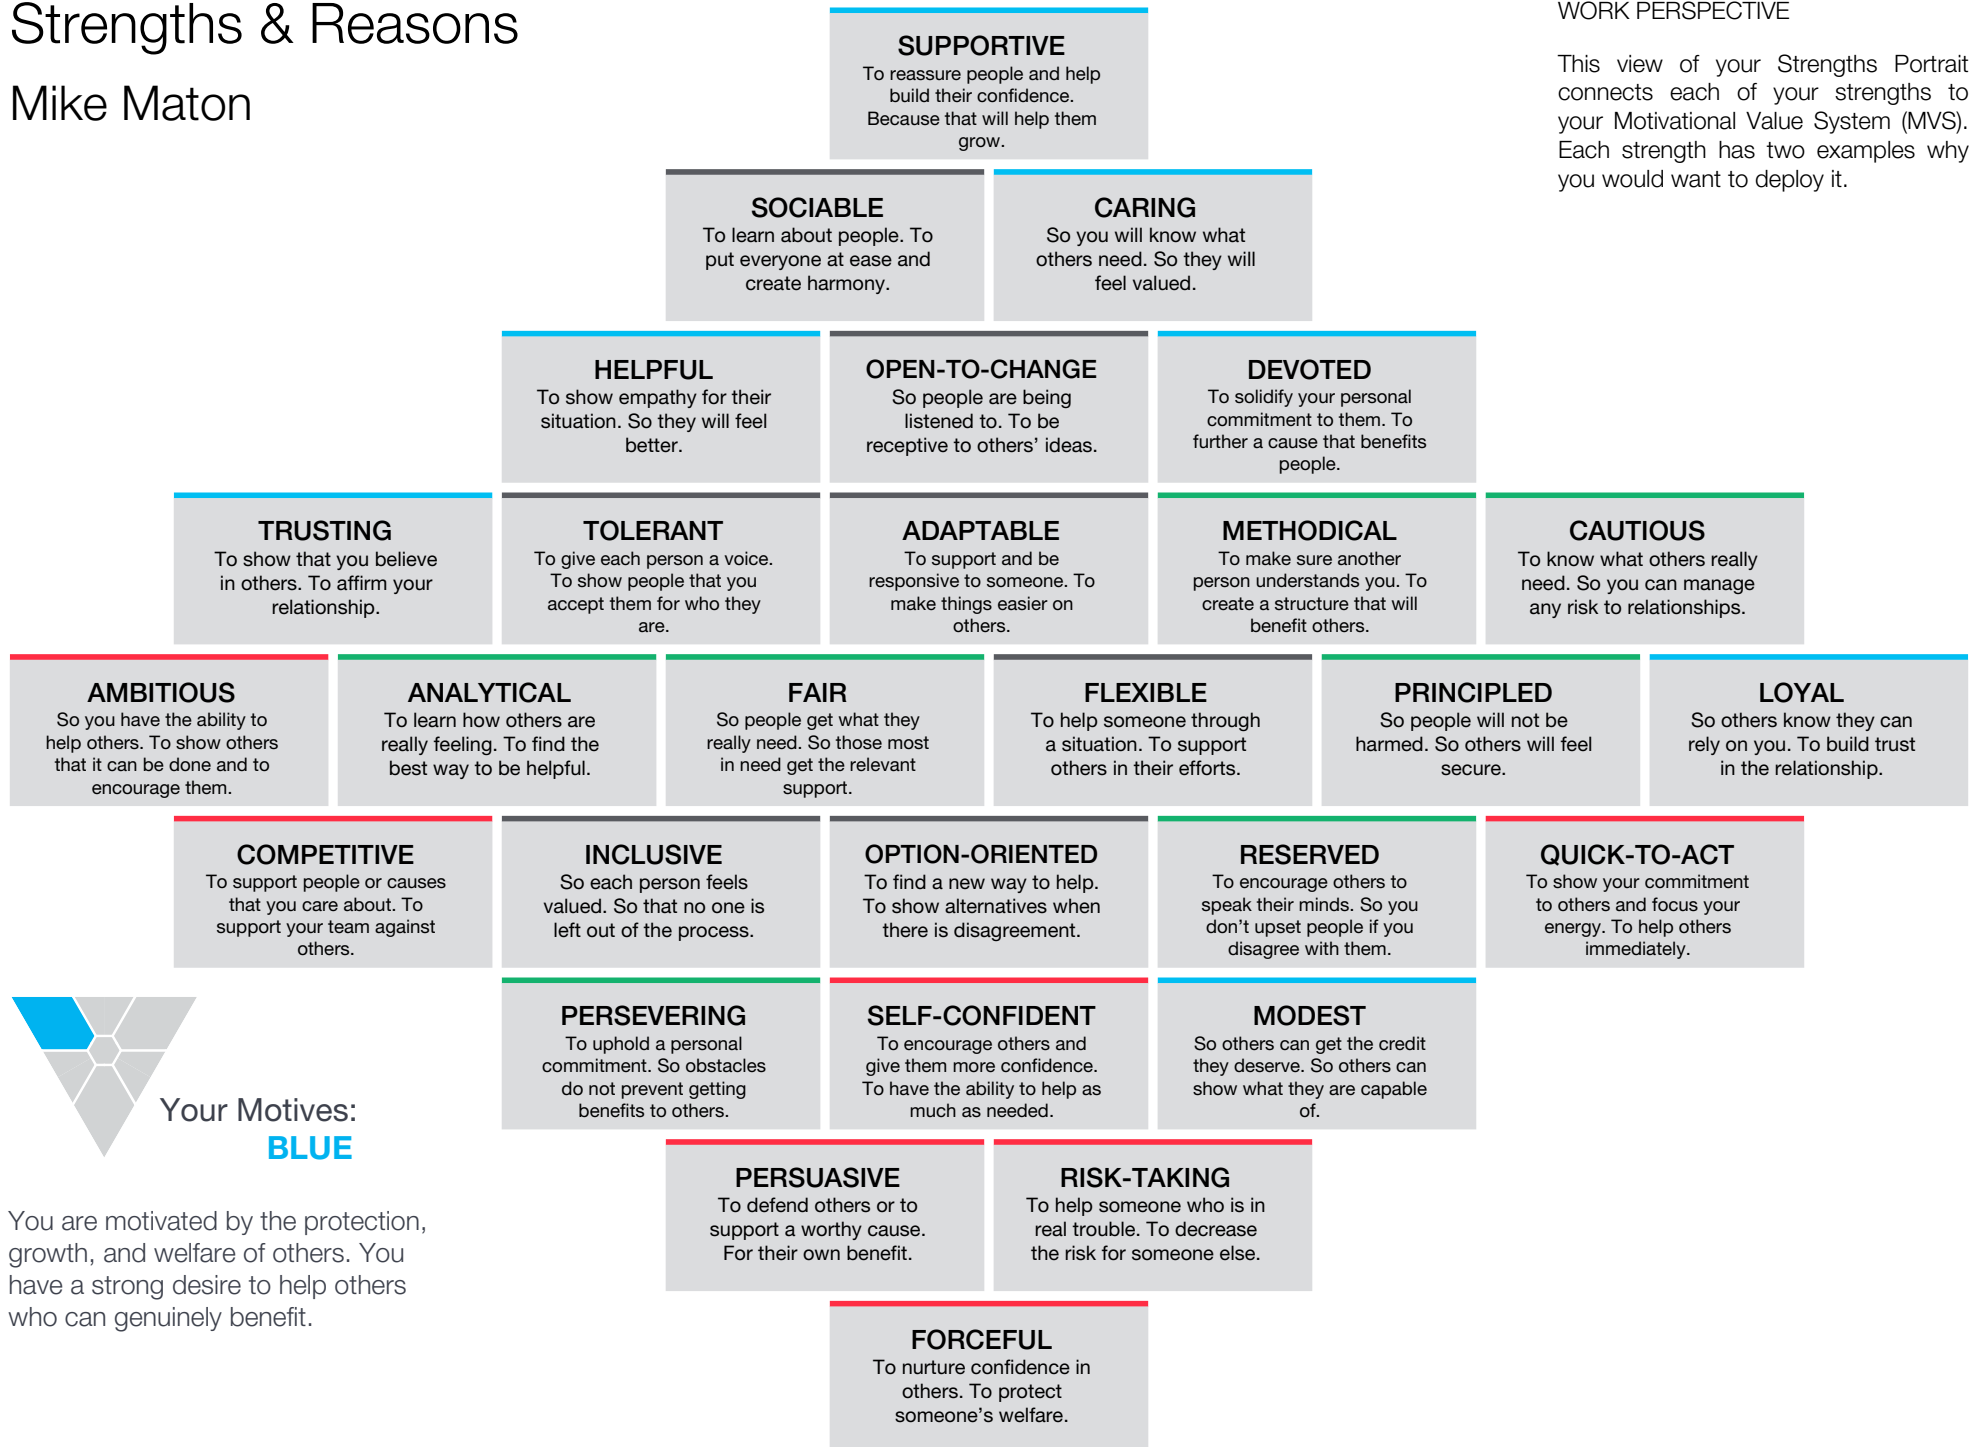 Strengths & Reasons
Mike Maton
WORK PERSPECTIVE
This view of your Strengths Portrait
connects each of your strengths to
your Motivational Value System (MVS).
Each strength has two examples why
you would want to deploy it.
SUPPORTIVE
To reassure people and help
build their confidence.
Because that will help them
grow.
SOCIABLE
To learn about people. To
put everyone at ease and
create harmony.
CARING
So you will know what
others need. So they will
feel valued.
HELPFUL
To show empathy for their
situation. So they will feel
better.
OPEN-TO-CHANGE
So people are being
listened to. To be
receptive to others’ ideas.
DEVOTED
To solidify your personal
commitment to them. To
further a cause that benefits
people.
TRUSTING
To show that you believe
in others. To affirm your
relationship.
TOLERANT
To give each person a voice.
To show people that you
accept them for who they
are.
ADAPTABLE
To support and be
responsive to someone. To
make things easier on
others.
METHODICAL
To make sure another
person understands you. To
create a structure that will
benefit others.
CAUTIOUS
To know what others really
need. So you can manage
any risk to relationships.
AMBITIOUS
So you have the ability to
help others. To show others
that it can be done and to
encourage them.
ANALYTICAL
To learn how others are
really feeling. To find the
best way to be helpful.
FAIR
So people get what they
really need. So those most
in need get the relevant
support.
FLEXIBLE
To help someone through
a situation. To support
others in their efforts.
PRINCIPLED
So people will not be
harmed. So others will feel
secure.
LOYAL
So others know they can
rely on you. To build trust
in the relationship.
COMPETITIVE
To support people or causes
that you care about. To
support your team against
others.
INCLUSIVE
So each person feels
valued. So that no one is
left out of the process.
OPTION-ORIENTED
To find a new way to help.
To show alternatives when
there is disagreement.
RESERVED
To encourage others to
speak their minds. So you
don’t upset people if you
disagree with them.
QUICK-TO-ACT
To show your commitment
to others and focus your
energy. To help others
immediately.
PERSEVERING
To uphold a personal
commitment. So obstacles
do not prevent getting
benefits to others.
SELF-CONFIDENT
To encourage others and
give them more confidence.
To have the ability to help as
much as needed.
MODEST
So others can get the credit
they deserve. So others can
show what they are capable
of.
PERSUASIVE
To defend others or to
support a worthy cause.
For their own benefit.
RISK-TAKING
To help someone who is in
real trouble. To decrease
the risk for someone else.
FORCEFUL
To nurture confidence in
others. To protect
someone’s welfare.
Your Motives:
BLUE
You are motivated by the protection,
growth, and welfare of others. You
have a strong desire to help others
who can genuinely benefit.